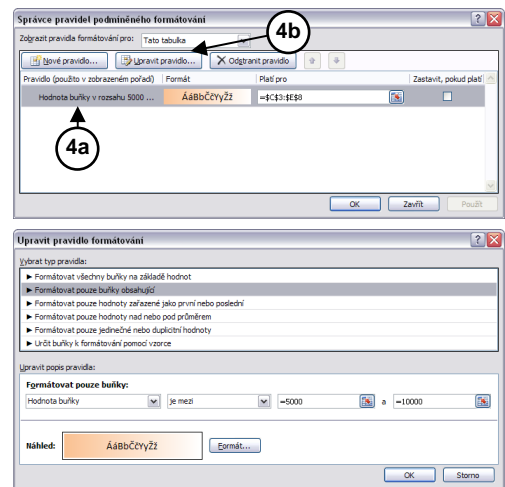 Správce pravidel podmíněného formátování
4b
Zobrazit pravidla formátování pro: Tato tabulka
Nové pravidlo... Upravit pravidlo... Odstranit pravidlo
Pravidlo (použito v zobrazeném pořadí) Formát Platí pro Zastavit, pokud platí
Hodnota buňky v rozsahu 5000 ... ÁáBbČčYyŽž =$C$3:$E$8
4a
OK Zavřít Použít
Upravit pravidlo formátování
Vybrat typ pravidla:
► Formátovat všechny buňky na základě hodnot
► Formátovat pouze buňky obsahující
► Formátovat pouze hodnoty zařazené jako první nebo poslední
► Formátovat pouze hodnoty nad nebo pod průměrem
► Formátovat pouze jedinečné nebo duplicitní hodnoty
► Určit buňky k formátování pomocí vzorce
Upravit popis pravidla:
Formátovat pouze buňky:
Hodnota buňky je mezi =5000 a =10000
Náhled: ÁáBbČčYyŽž Formát...
OK Storno